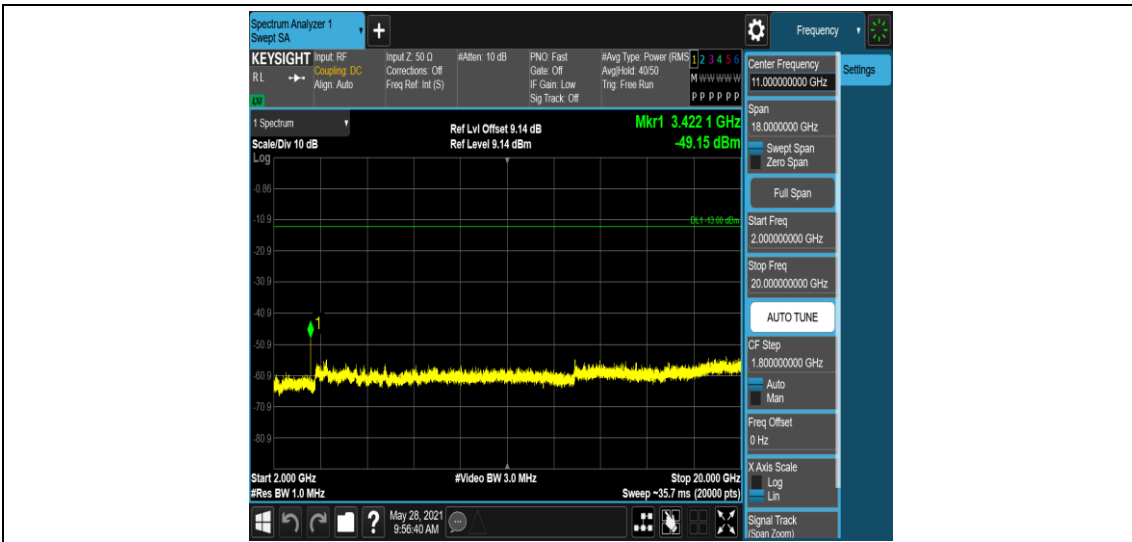 Spectrum Analyzer 1
Swept SA
+
Frequency
KEYSIGHT
RL
LXI
Input: RF
Coupling: DC
Align: Auto
Input Z: 50 Ω
Corrections: Off
Freq Ref: Int (S)
#Atten: 10 dB
PNO: Fast
Gate: Off
IF Gain: Low
Sig Track: Off
#Avg Type: Power (RMS
Avg|Hold: 40/50
Trig: Free Run
1 2 3 4 5 6
M W W W W W
P P P P P P
1 Spectrum
Scale/Div 10 dB
Log
Ref Lvl Offset 9.14 dB
Ref Level 9.14 dBm
Mkr1 3.422 1 GHz
-49.15 dBm
-0.86
-10.9
DL1 -13.00 dBm
-20.9
-30.9
-40.9
1
-50.9
-60.9
-70.9
-80.9
Start 2.000 GHz
#Video BW 3.0 MHz
Stop 20.000 GHz
#Res BW 1.0 MHz
Sweep ~35.7 ms (20000 pts)
?
May 28, 2021
9:56:40 AM
Center Frequency
11.000000000 GHz
Settings
Span
18.0000000 GHz
Swept Span
Zero Span
Full Span
Start Freq
2.000000000 GHz
Stop Freq
20.000000000 GHz
AUTO TUNE
CF Step
1.800000000 GHz
Auto
Man
Freq Offset
0 Hz
X Axis Scale
Log
Lin
Signal Track
(Span Zoom)